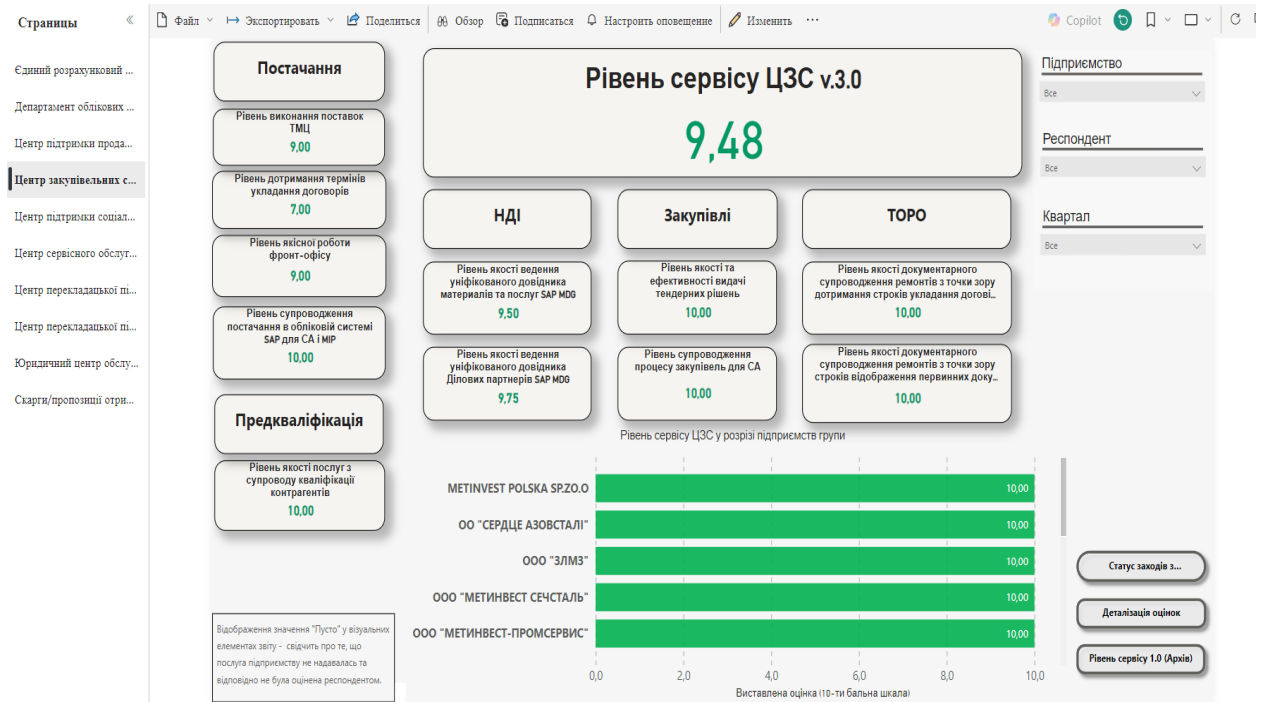 Страницы
«
Файл
Экспортировать
Поделиться
Обзор
Подписаться
Настроить оповещение
Изменить
...
Copilot
Єдиний розрахунковий ...
Департамент облікових ...
Центр підтримки прода...
Центр закупівельних с...
Центр підтримки соціал...
Центр сервісного обслуг...
Центр перекладацької пі...
Центр перекладацької пі...
Юридичний центр обслу...
Скарги/пропозиції отри...
Постачання
Рівень виконання поставок
ТМЦ
9,00
Рівень дотримання термінів
укладання договорів
7,00
Рівень якісної роботи
фронт-офісу
9,00
Рівень супроводження
постачання в обліковій системі
SAP для СА і МІР
10,00
Предкваліфікація
Рівень якості послуг з
супроводу кваліфікації
контрагентів
10,00
Відображення значення "Пусто" у візуальних
елементах звіту - свідчить про те, що
послуга підприємству не надавалась та
відповідно не була оцінена респондентом.
Рівень сервісу ЦЗС v.3.0
9,48
НДІ
Рівень якості ведення
уніфікованого довідника
материалів та послуг SAP MDG
9,50
Рівень якості ведення
уніфікованого довідника
Ділових партнерів SAP MDG
9,75
Закупівлі
Рівень якості та
ефективності видачі
тендерних рішень
10,00
Рівень супроводження
процесу закупівель для СА
10,00
ТОРО
Рівень якості документарного
супроводження ремонтів з точки зору
дотримання строків укладання догові...
10,00
Рівень якості документарного
супроводження ремонтів з точки зору
строків відображення первинних доку...
10,00
Рівень сервісу ЦЗС у розрізі підприємств групи
METINVEST POLSKA SP.ZO.O
10,00
ОО "СЕРДЦЕ АЗОВСТАЛІ"
10,00
ООО "ЗЛМЗ"
10,00
ООО "МЕТИНВЕСТ СЕЧСТАЛЬ"
10,00
ООО "МЕТИНВЕСТ-ПРОМСЕРВИС"
10,00
0,0 2,0 4,0 6,0 8,0 10,0
Виставлена оцінка (10-ти бальна шкала)
Підприємство
Все
Респондент
Все
Квартал
Все
Статус заходів з...
Деталізація оцінок
Рівень сервісу 1.0 (Архів)